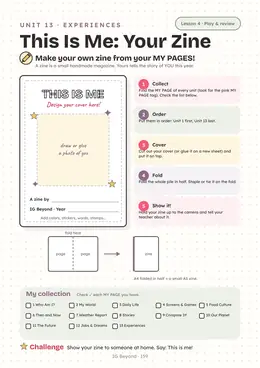 UNIT 13 · EXPERIENCES
Lesson 4 · Play & review
This Is Me: Your Zine
Make your own zine from your MY PAGES!
A zine is a small handmade magazine. Yours tells the story of YOU this year.
THIS IS ME
Design your cover here!
draw or glue
a photo of you
A zine by
IG Beyond · Year
Add colors, stickers, words, stamps...
1 Collect
Find the MY PAGE of every unit (look for the pink MY
PAGE tag). Check the list below.
2 Order
Put them in order: Unit 1 first, Unit 13 last.
3 Cover
Cut out your cover (or glue it on a new sheet) and
put it on top.
4 Fold
Fold the whole pile in half. Staple or tie it on the fold
5 Show it!
Hold your zine up to the camera and tell your
teacher about it
fold here
page
page
zine
A4 folded in half = a small A5 zine.
My collection
Check ✓ each MY PAGE you have
1 Who Am I?
2 My World
3 Daily Life
4 Screens & Games
5 Food Culture
6 Then and Now
7 Weather Report
8 Stories
9 Compare It!
10 Our Planet
11 The Future
12 Jobs & Dreams
13 Experiences
Challenge Show your zine to someone at home. Say: This is me!
IG Beyond · 159